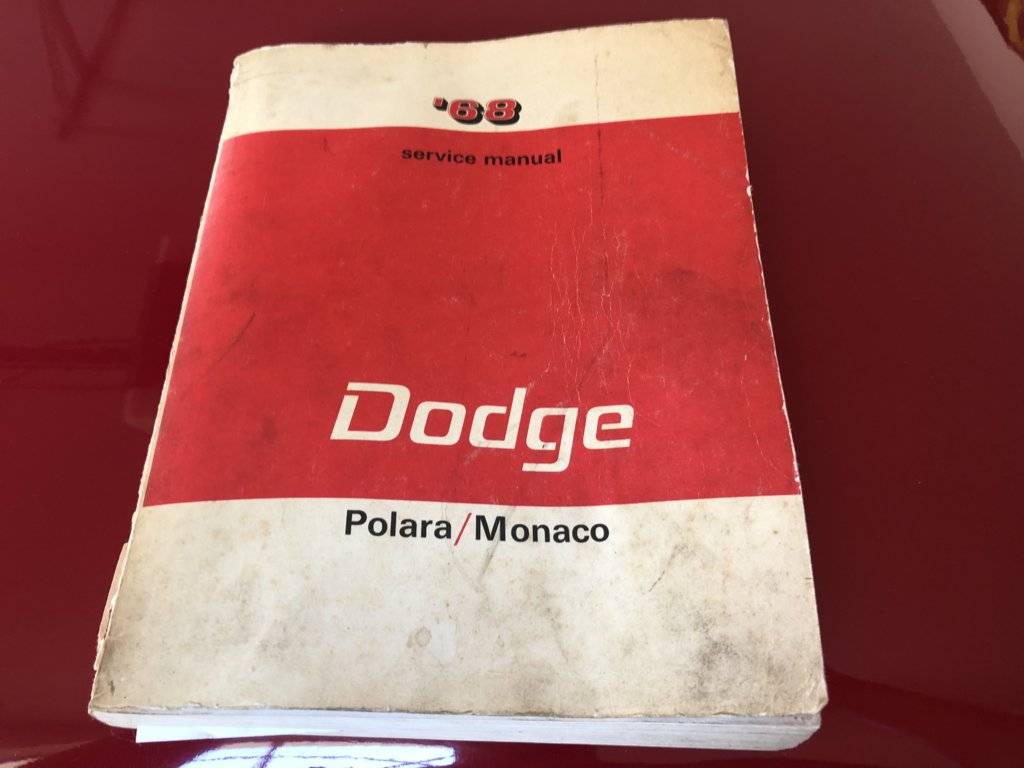 '68
service manual
Dodge
Polara/Monaco